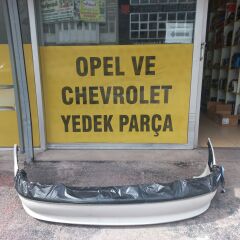 OPEL VE
CHEVROLET
YEDEK PARÇA